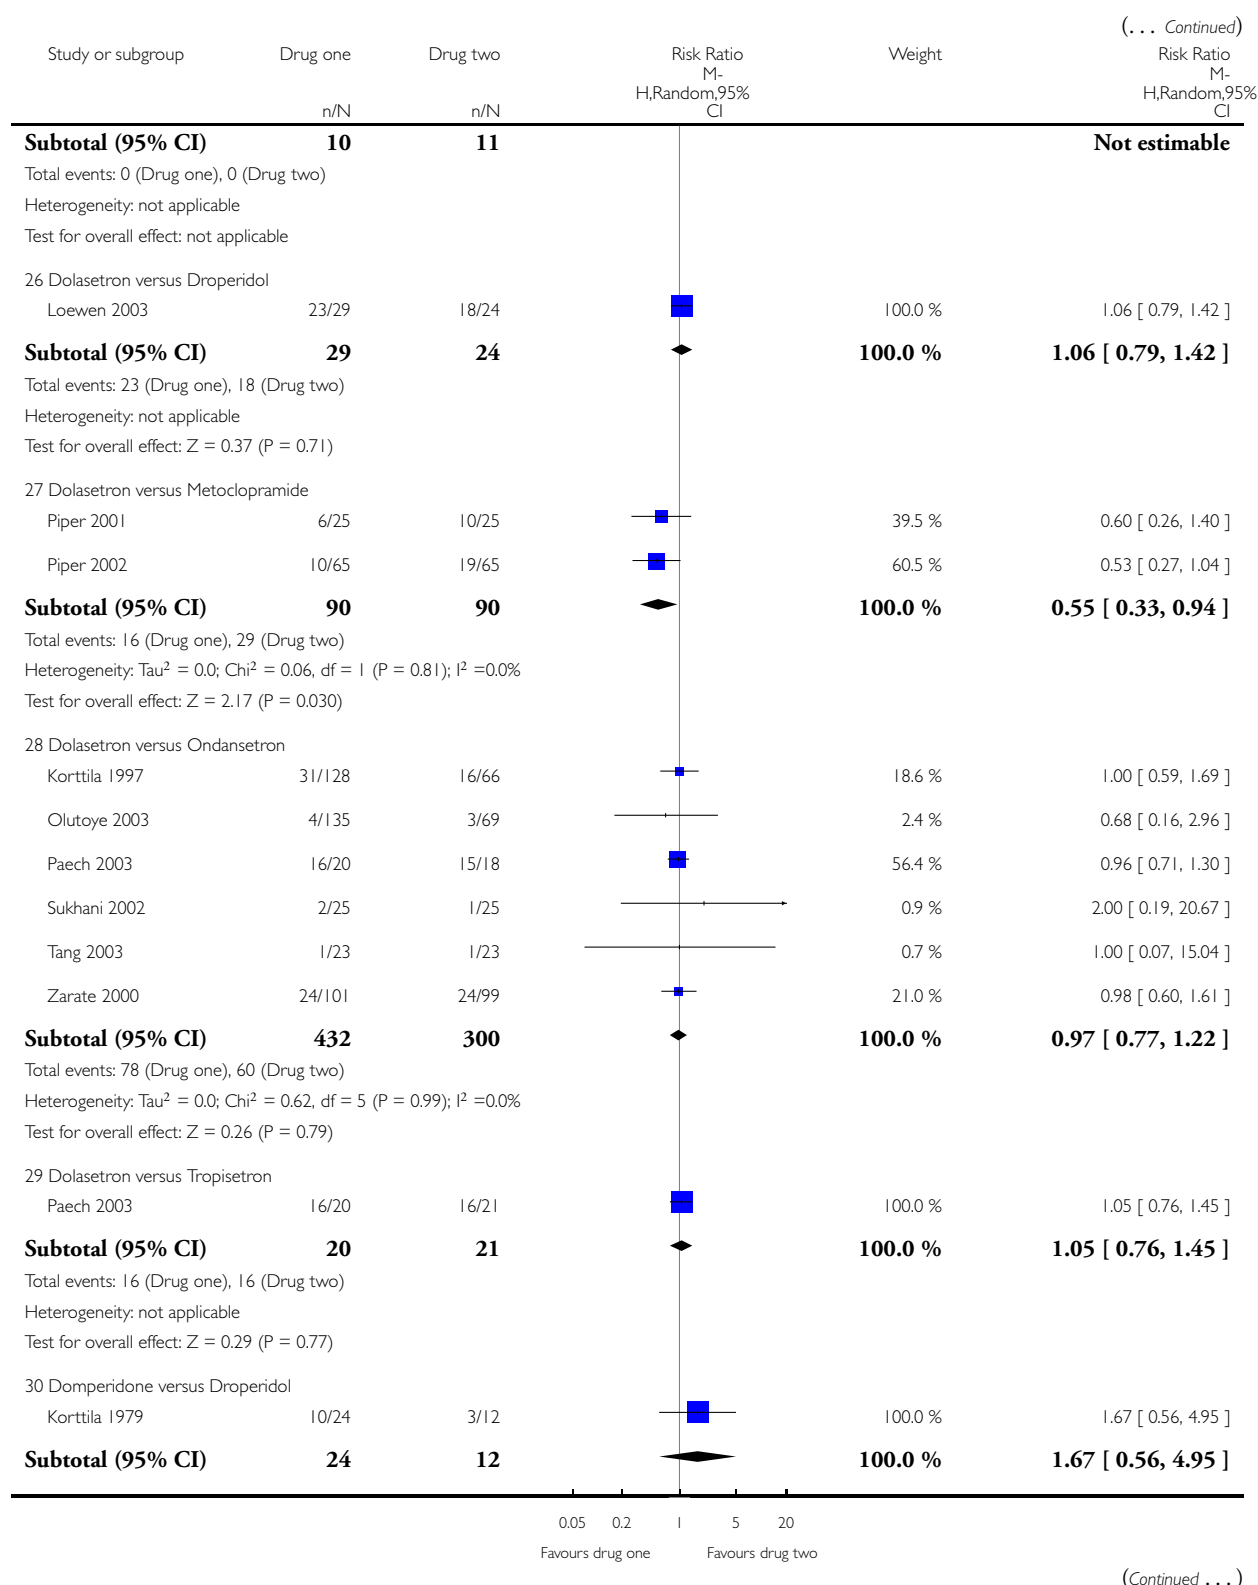 (... Continued)
Study or subgroup Drug one Drug two Risk Ratio Weight Risk Ratio
M- M-
H,Random,95% H,Random,95%
n/N n/N CI CI
Subtotal (95% CI) 10 11 Not estimable
Total events: 0 (Drug one), 0 (Drug two)
Heterogeneity: not applicable
Test for overall effect: not applicable
26 Dolasetron versus Droperidol
Loewen 2003 23/29 18/24 100.0 % 1.06 [ 0.79, 1.42 ]
Subtotal (95% CI) 29 24 100.0 % 1.06 [ 0.79, 1.42 ]
Total events: 23 (Drug one), 18 (Drug two)
Heterogeneity: not applicable
Test for overall effect: Z = 0.37 (P = 0.71)
27 Dolasetron versus Metoclopramide
Piper 2001 6/25 10/25 39.5 % 0.60 [ 0.26, 1.40 ]
Piper 2002 10/65 19/65 60.5 % 0.53 [ 0.27, 1.04 ]
Subtotal (95% CI) 90 90 100.0 % 0.55 [ 0.33, 0.94 ]
Total events: 16 (Drug one), 29 (Drug two)
Heterogeneity: Tau² = 0.0; Chi² = 0.06, df = 1 (P = 0.81); I² =0.0%
Test for overall effect: Z = 2.17 (P = 0.030)
28 Dolasetron versus Ondansetron
Korttila 1997 31/128 16/66 18.6 % 1.00 [ 0.59, 1.69 ]
Olutoye 2003 4/135 3/69 2.4 % 0.68 [ 0.16, 2.96 ]
Paech 2003 16/20 15/18 56.4 % 0.96 [ 0.71, 1.30 ]
Sukhani 2002 2/25 1/25 0.9 % 2.00 [ 0.19, 20.67 ]
Tang 2003 1/23 1/23 0.7 % 1.00 [ 0.07, 15.04 ]
Zarate 2000 24/101 24/99 21.0 % 0.98 [ 0.60, 1.61 ]
Subtotal (95% CI) 432 300 100.0 % 0.97 [ 0.77, 1.22 ]
Total events: 78 (Drug one), 60 (Drug two)
Heterogeneity: Tau² = 0.0; Chi² = 0.62, df = 5 (P = 0.99); I² =0.0%
Test for overall effect: Z = 0.26 (P = 0.79)
29 Dolasetron versus Tropisetron
Paech 2003 16/20 16/21 100.0 % 1.05 [ 0.76, 1.45 ]
Subtotal (95% CI) 20 21 100.0 % 1.05 [ 0.76, 1.45 ]
Total events: 16 (Drug one), 16 (Drug two)
Heterogeneity: not applicable
Test for overall effect: Z = 0.29 (P = 0.77)
30 Domperidone versus Droperidol
Korttila 1979 10/24 3/12 100.0 % 1.67 [ 0.56, 4.95 ]
Subtotal (95% CI) 24 12 100.0 % 1.67 [ 0.56, 4.95 ]
0.05 0.2 1 5 20
Favours drug one Favours drug two
(Continued ...)